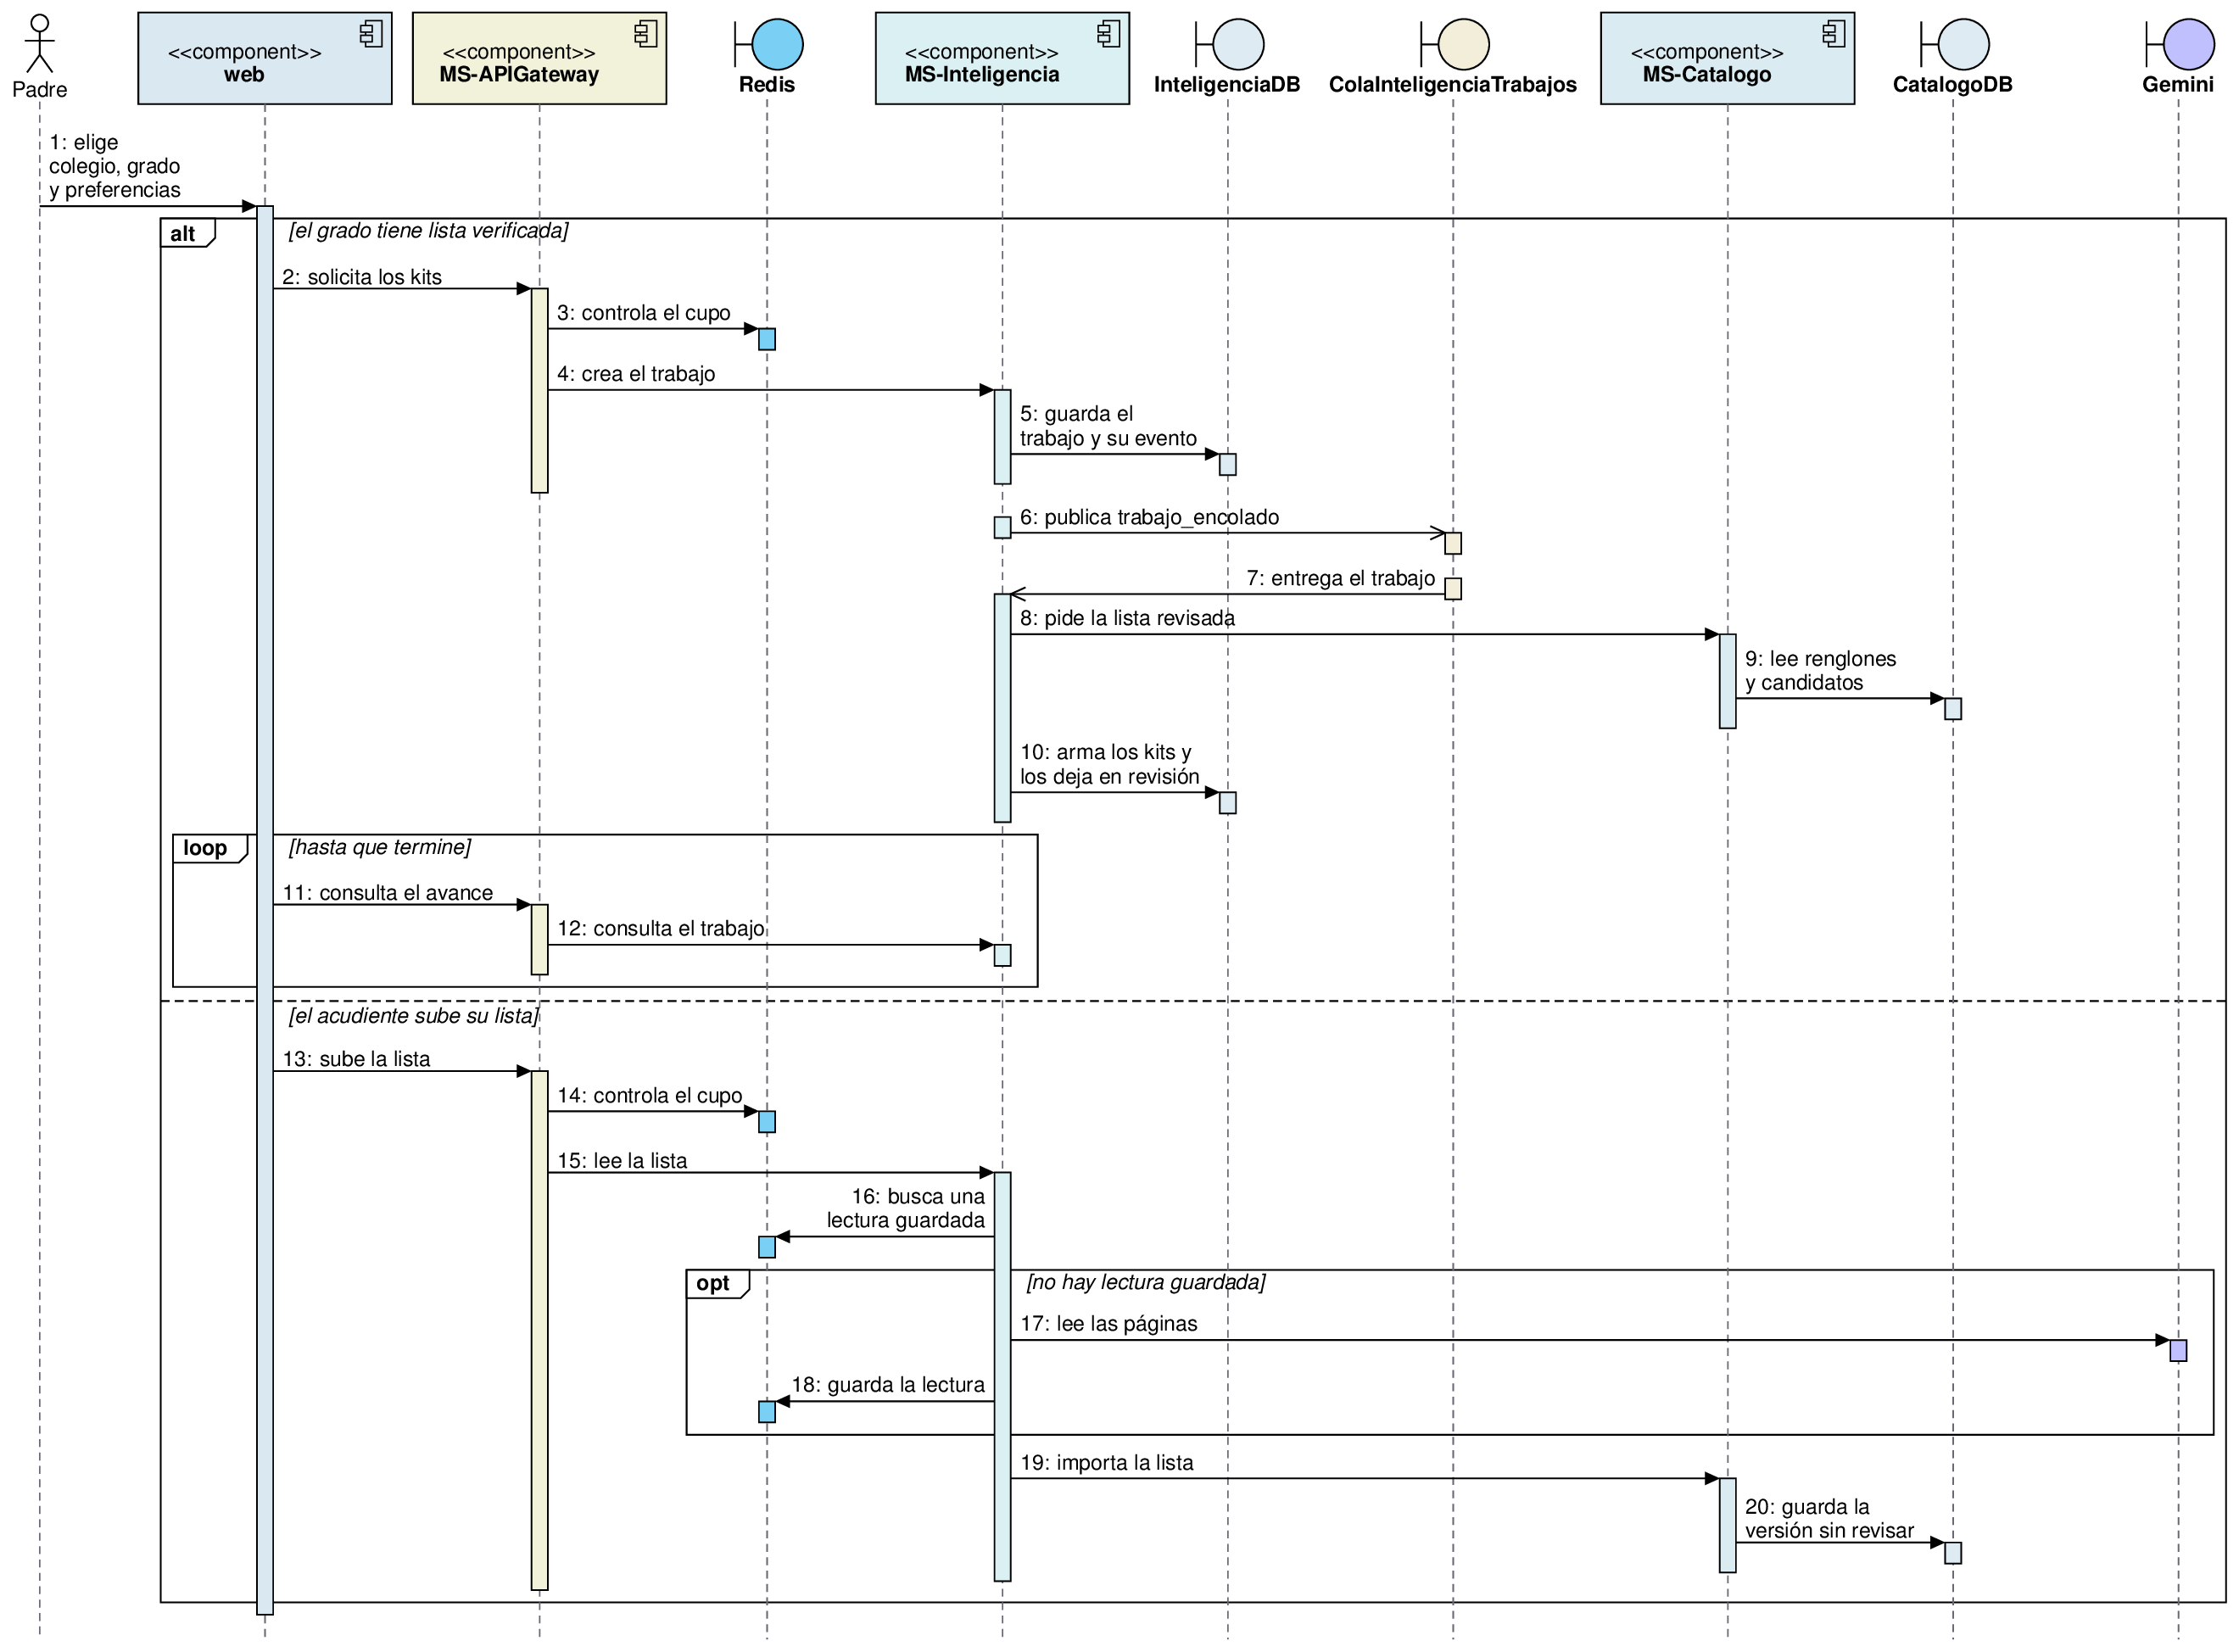 Padre
<<component>>
web
<<component>>
MS-APIGateway
Redis
<<component>>
MS-Inteligencia
InteligenciaDB
ColaInteligenciaTrabajos
<<component>>
MS-Catalogo
CatalogoDB
Gemini
1: elige
colegio, grado
y preferencias
alt
[el grado tiene lista verificada]
2: solicita los kits
3: controla el cupo
4: crea el trabajo
5: guarda el
trabajo y su evento
6: publica trabajo_encolado
7: entrega el trabajo
8: pide la lista revisada
9: lee renglones
y candidatos
10: arma los kits y
los deja en revisión
loop
[hasta que termine]
11: consulta el avance
12: consulta el trabajo
[el acudiente sube su lista]
13: sube la lista
14: controla el cupo
15: lee la lista
16: busca una
lectura guardada
opt
[no hay lectura guardada]
17: lee las páginas
18: guarda la lectura
19: importa la lista
20: guarda la
versión sin revisar